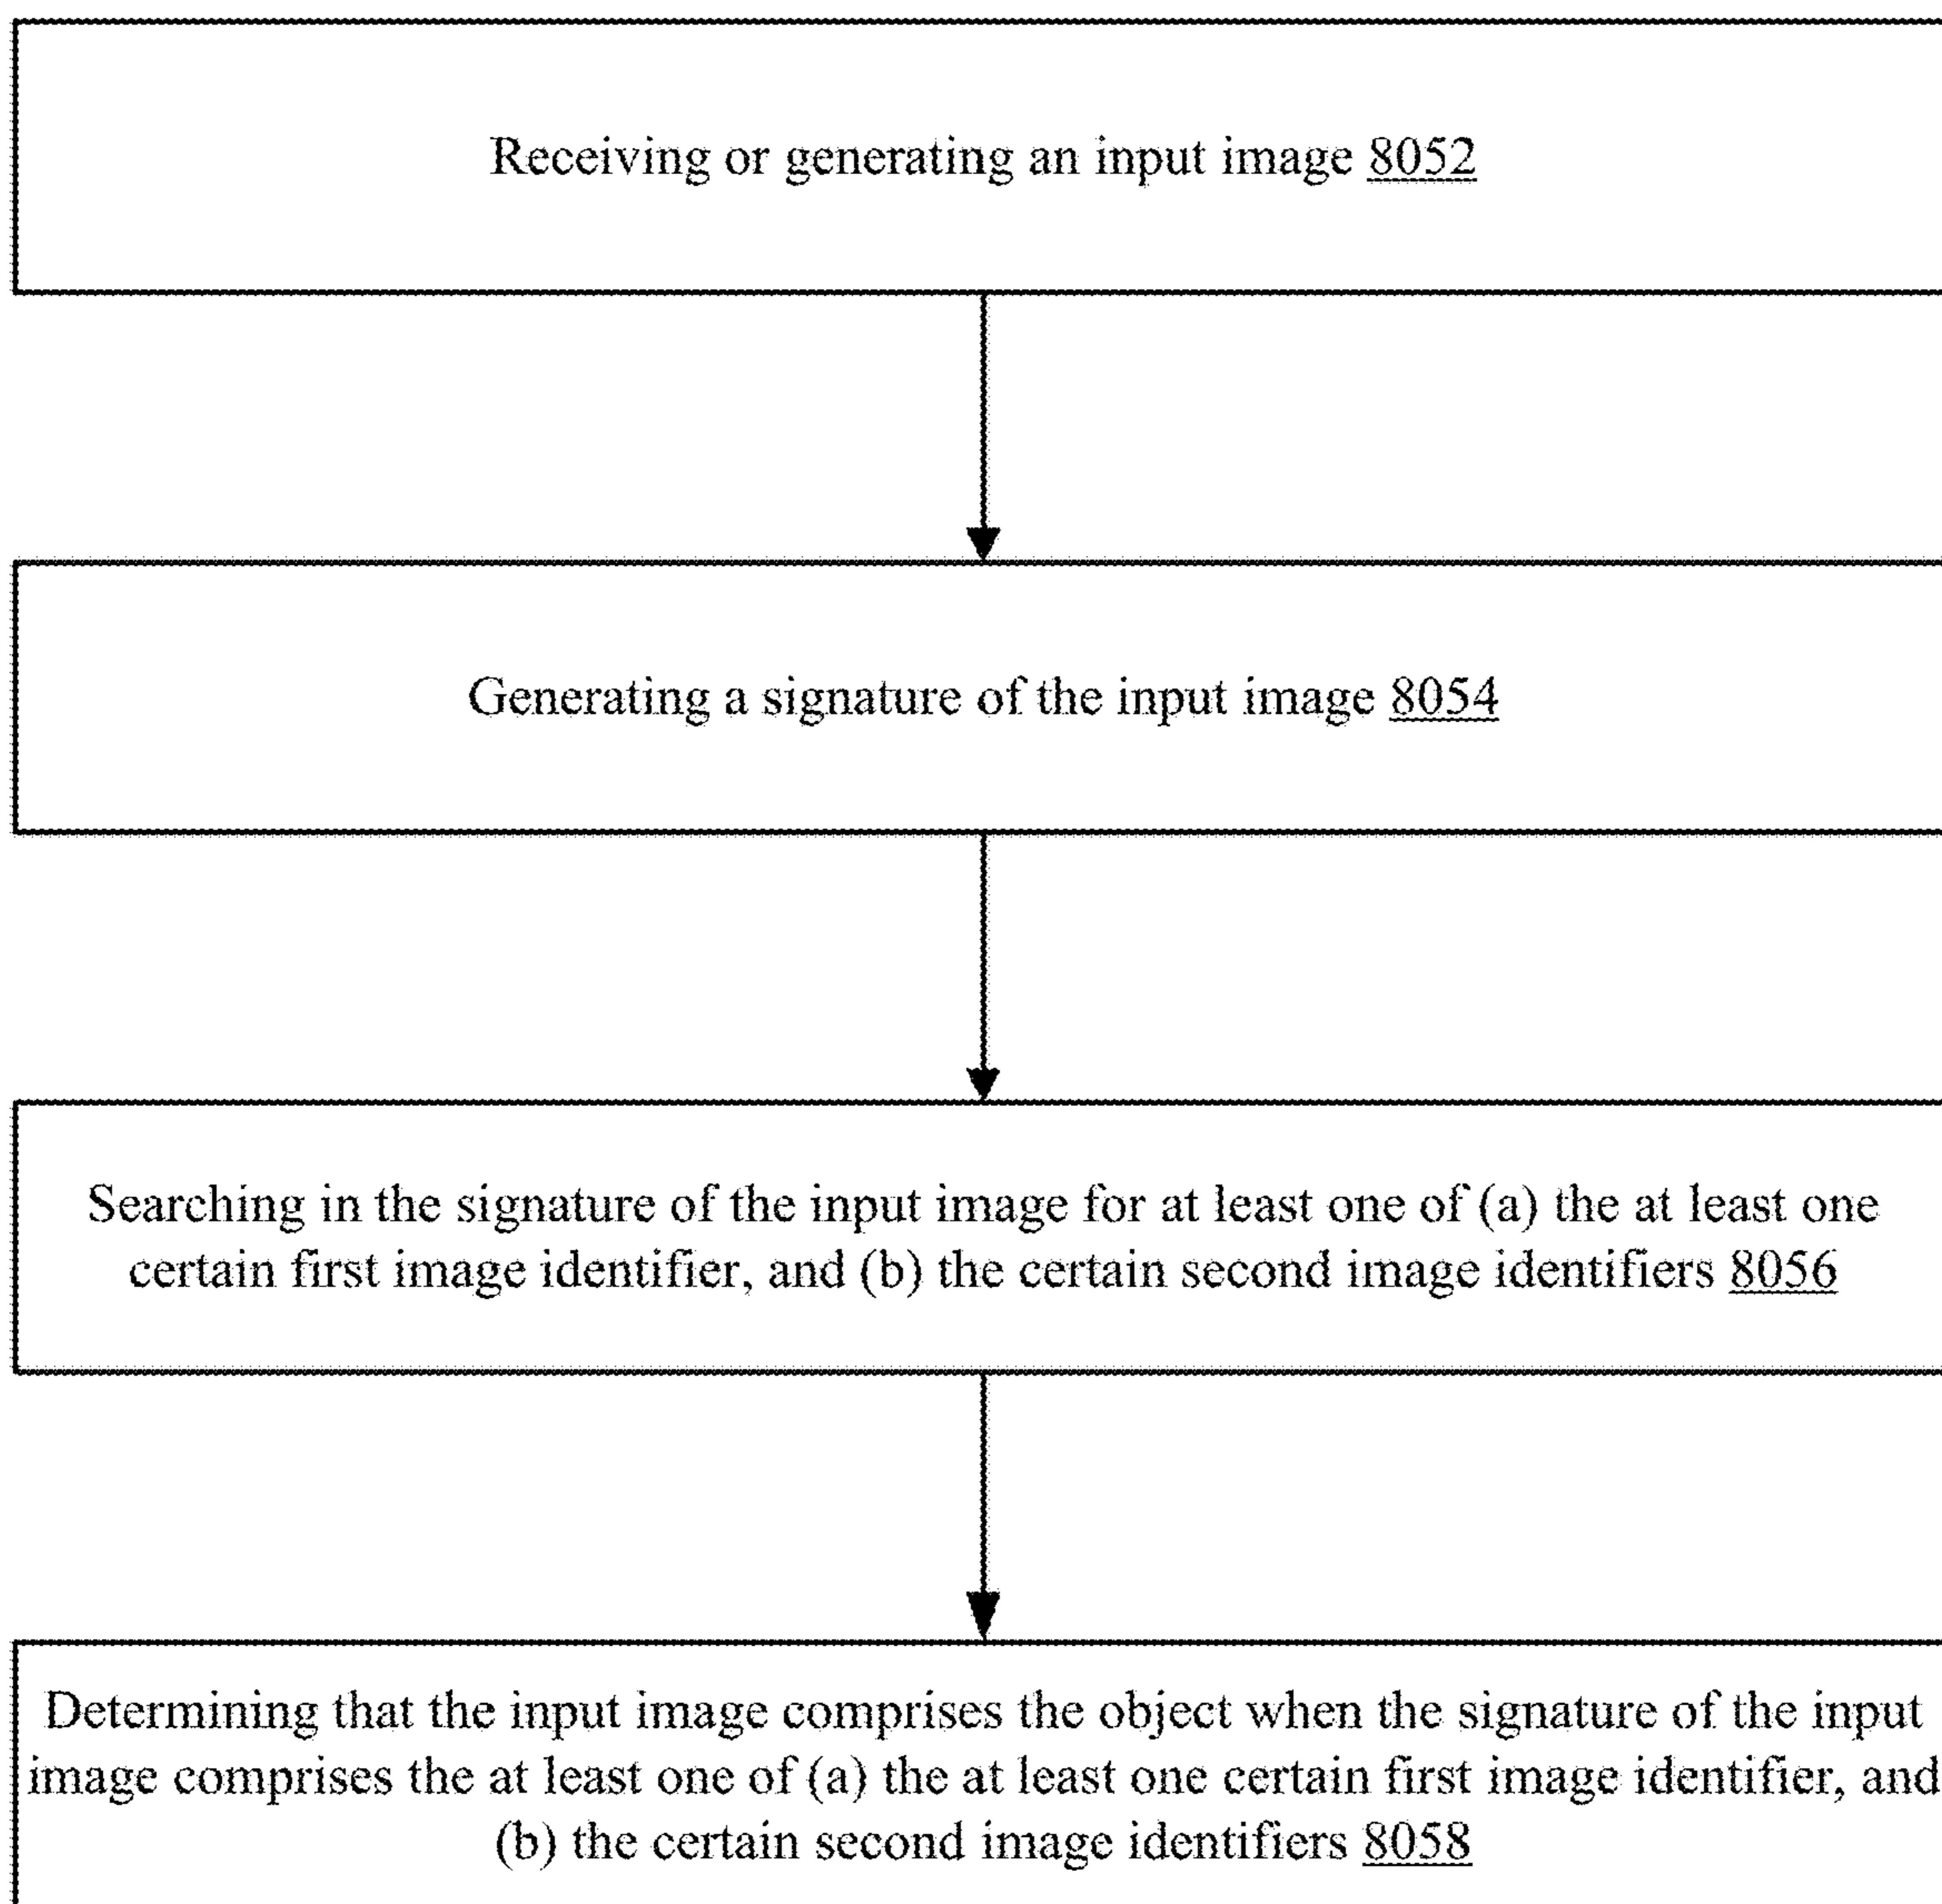 Receiving or generating an input image 8052
Generating a signature of the input image 8054
Searching in the signature of the input image for at least one of (a) the at least one
certain first image identifier, and (b) the certain second image identifiers 8056
Determining that the input image comprises the object when the signature of the input
image comprises the at least one of (a) the at least one certain first image identifier, and
(b) the certain second image identifiers 8058